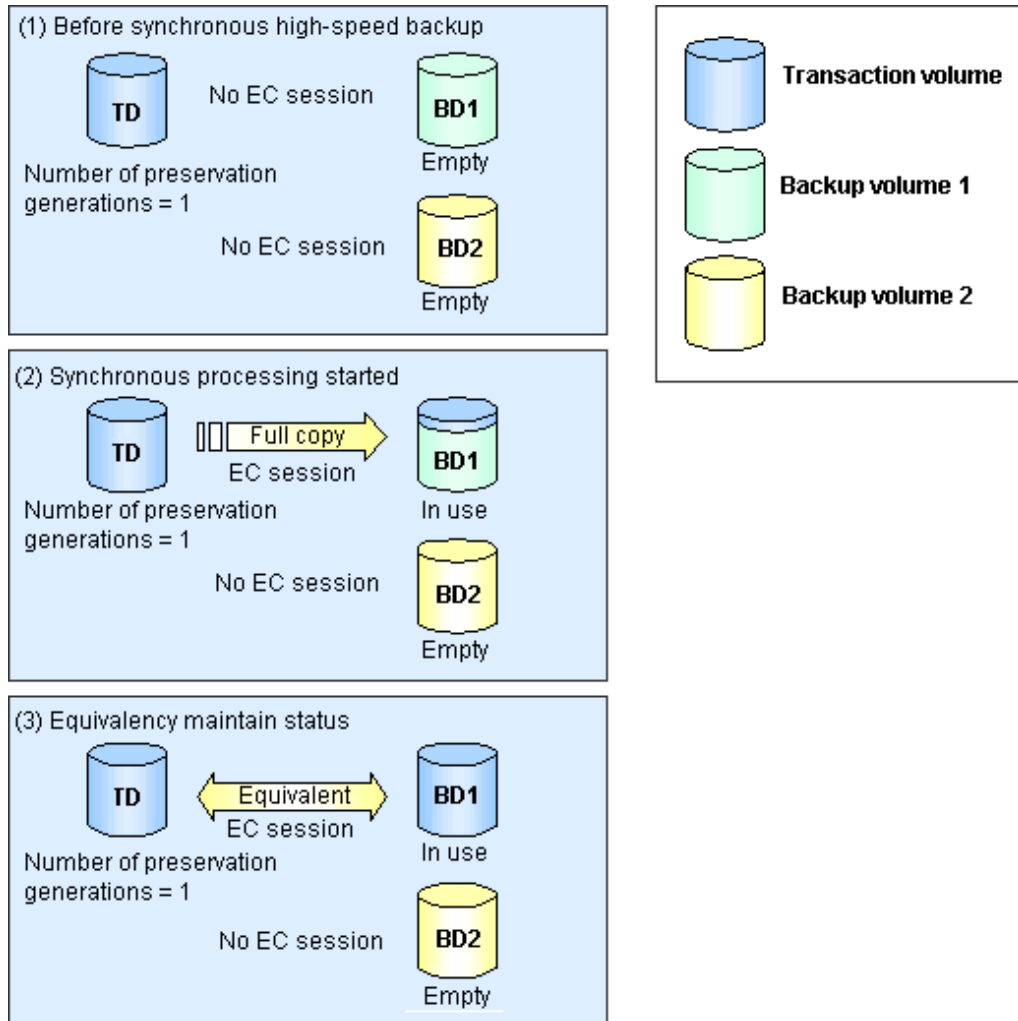 (1) Before synchronous high-speed backup
TD
No EC session
BD1
Empty
Number of preservation
generations = 1
No EC session
BD2
Empty
Transaction volume
Backup volume 1
Backup volume 2
(2) Synchronous processing started
TD
Full copy
EC session
BD1
In use
Number of preservation
generations = 1
No EC session
BD2
Empty
(3) Equivalency maintain status
TD
Equivalent
EC session
BD1
In use
Number of preservation
generations = 1
No EC session
BD2
Empty